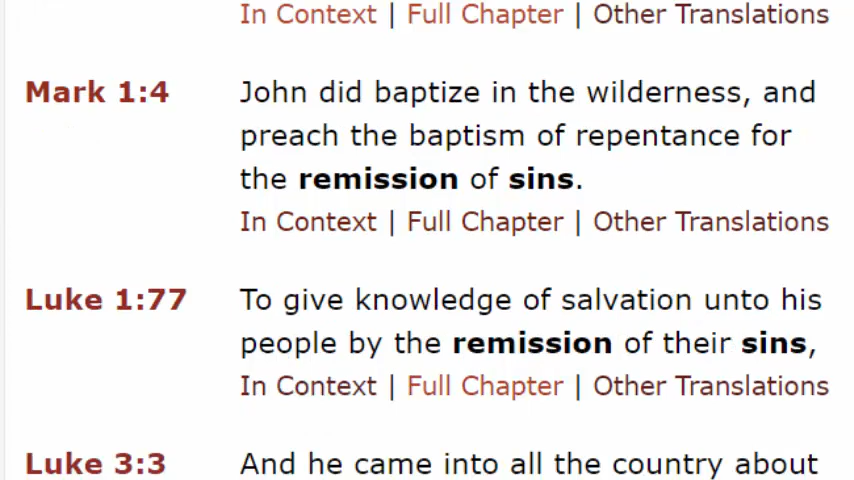 In Context | Full Chapter | Other Translations
Mark 1:4 John did baptize in the wilderness, and
preach the baptism of repentance for
the remission of sins.
In Context | Full Chapter | Other Translations
Luke 1:77 To give knowledge of salvation unto his
people by the remission of their sins,
In Context | Full Chapter | Other Translations
Luke 3:3 And he came into all the country about